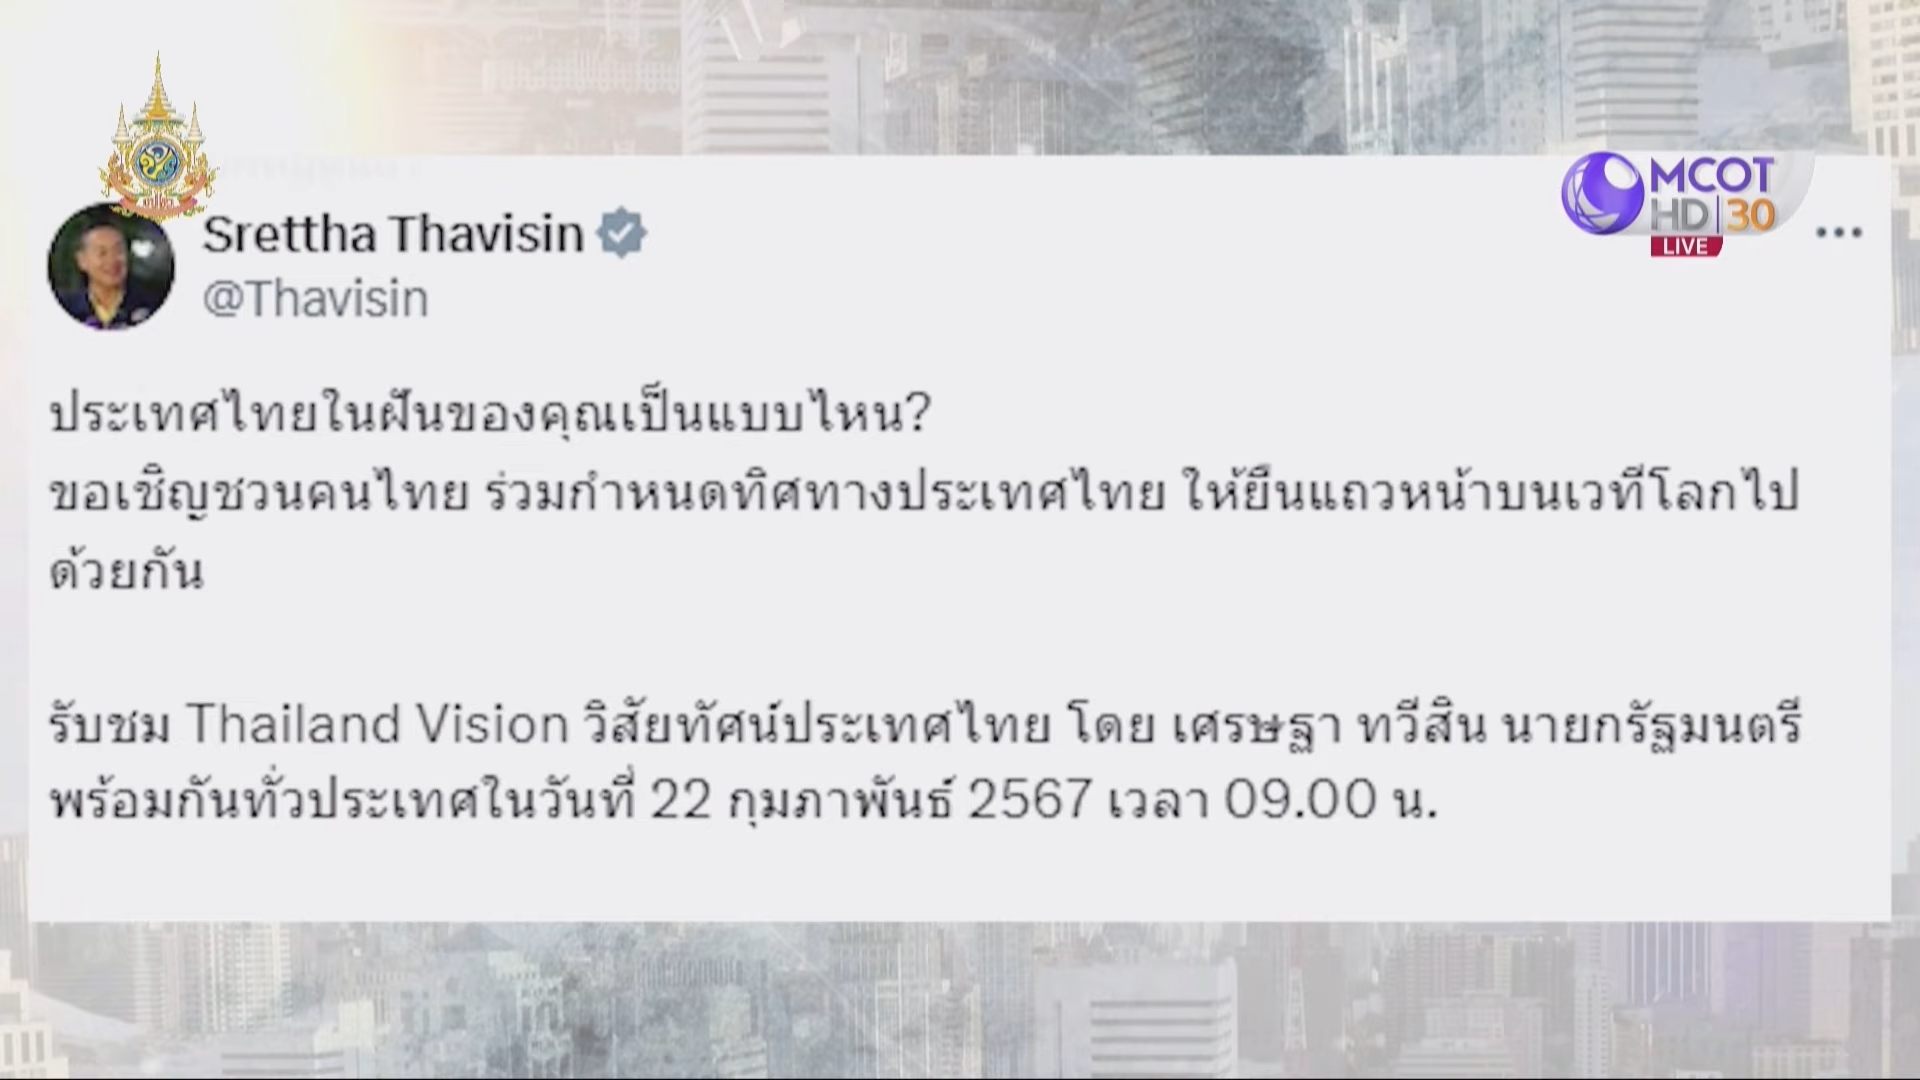 MCOT
HD 30
LIVE
Srettha Thavisin
@Thavisin
ประเทศไทยในฝันของคุณเป็นแบบไหน?
ขอเชิญชวนคนไทย ร่วมกำหนดทิศทางประเทศไทย ให้ยืนแถวหน้าบนเวทีโลกไป
ด้วยกัน
รับชม Thailand Vision วิสัยทัศน์ประเทศไทย โดย เศรษฐา ทวีสิน นายกรัฐมนตรี
พร้อมกันทั่วประเทศในวันที่ 22 กุมภาพันธ์ 2567 เวลา 09.00 น.